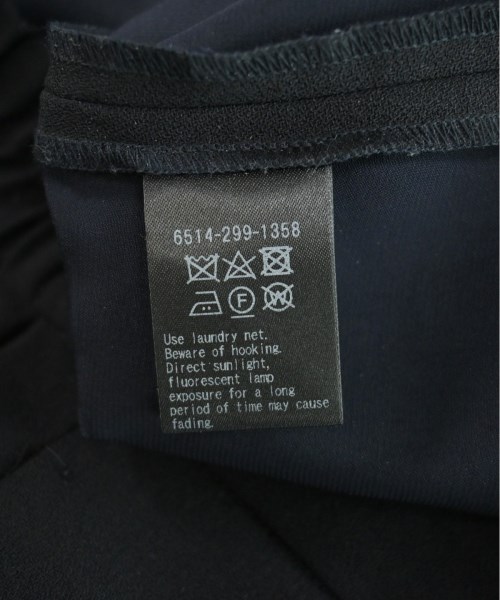 6514-299-1358
F W
Use laundry net.
Beware of hooking.
Direct sunlight,
fluorescent lamp
exposure for a long
period of time may cause
fading.